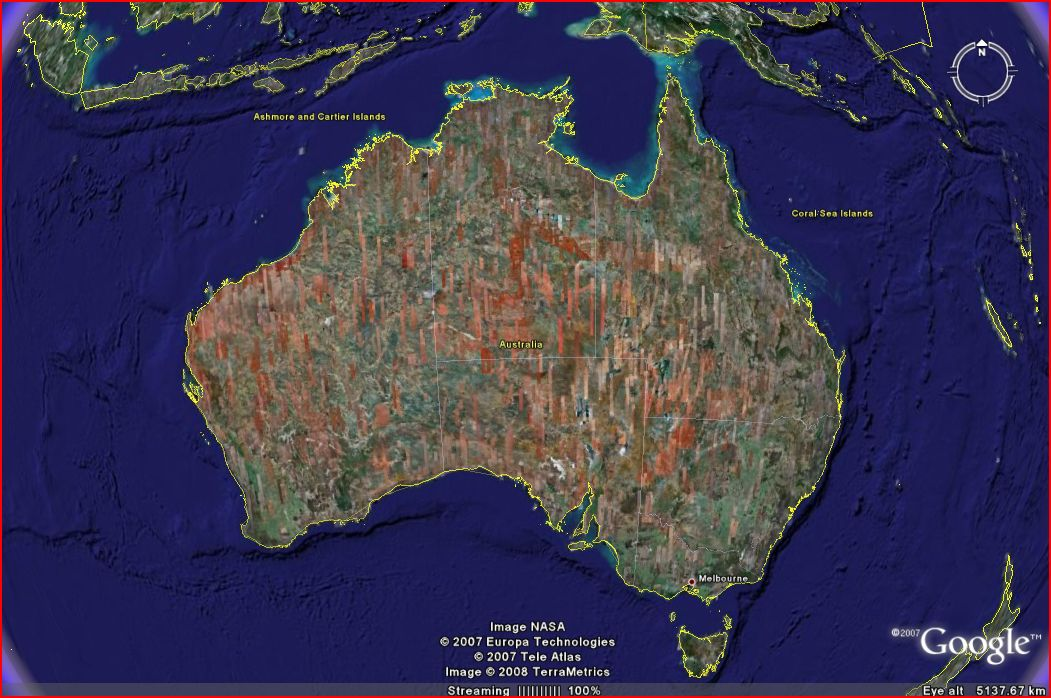 N
Ashmore and Cartier Islands
Coral Sea Islands
Australia
Melbourne
Image NASA
© 2007 Europa Technologies
© 2007 Tele Atlas
Image © 2008 TerraMetrics
©2007 Google™
Streaming |||||||||| 100%
Eye alt 5137.67 km